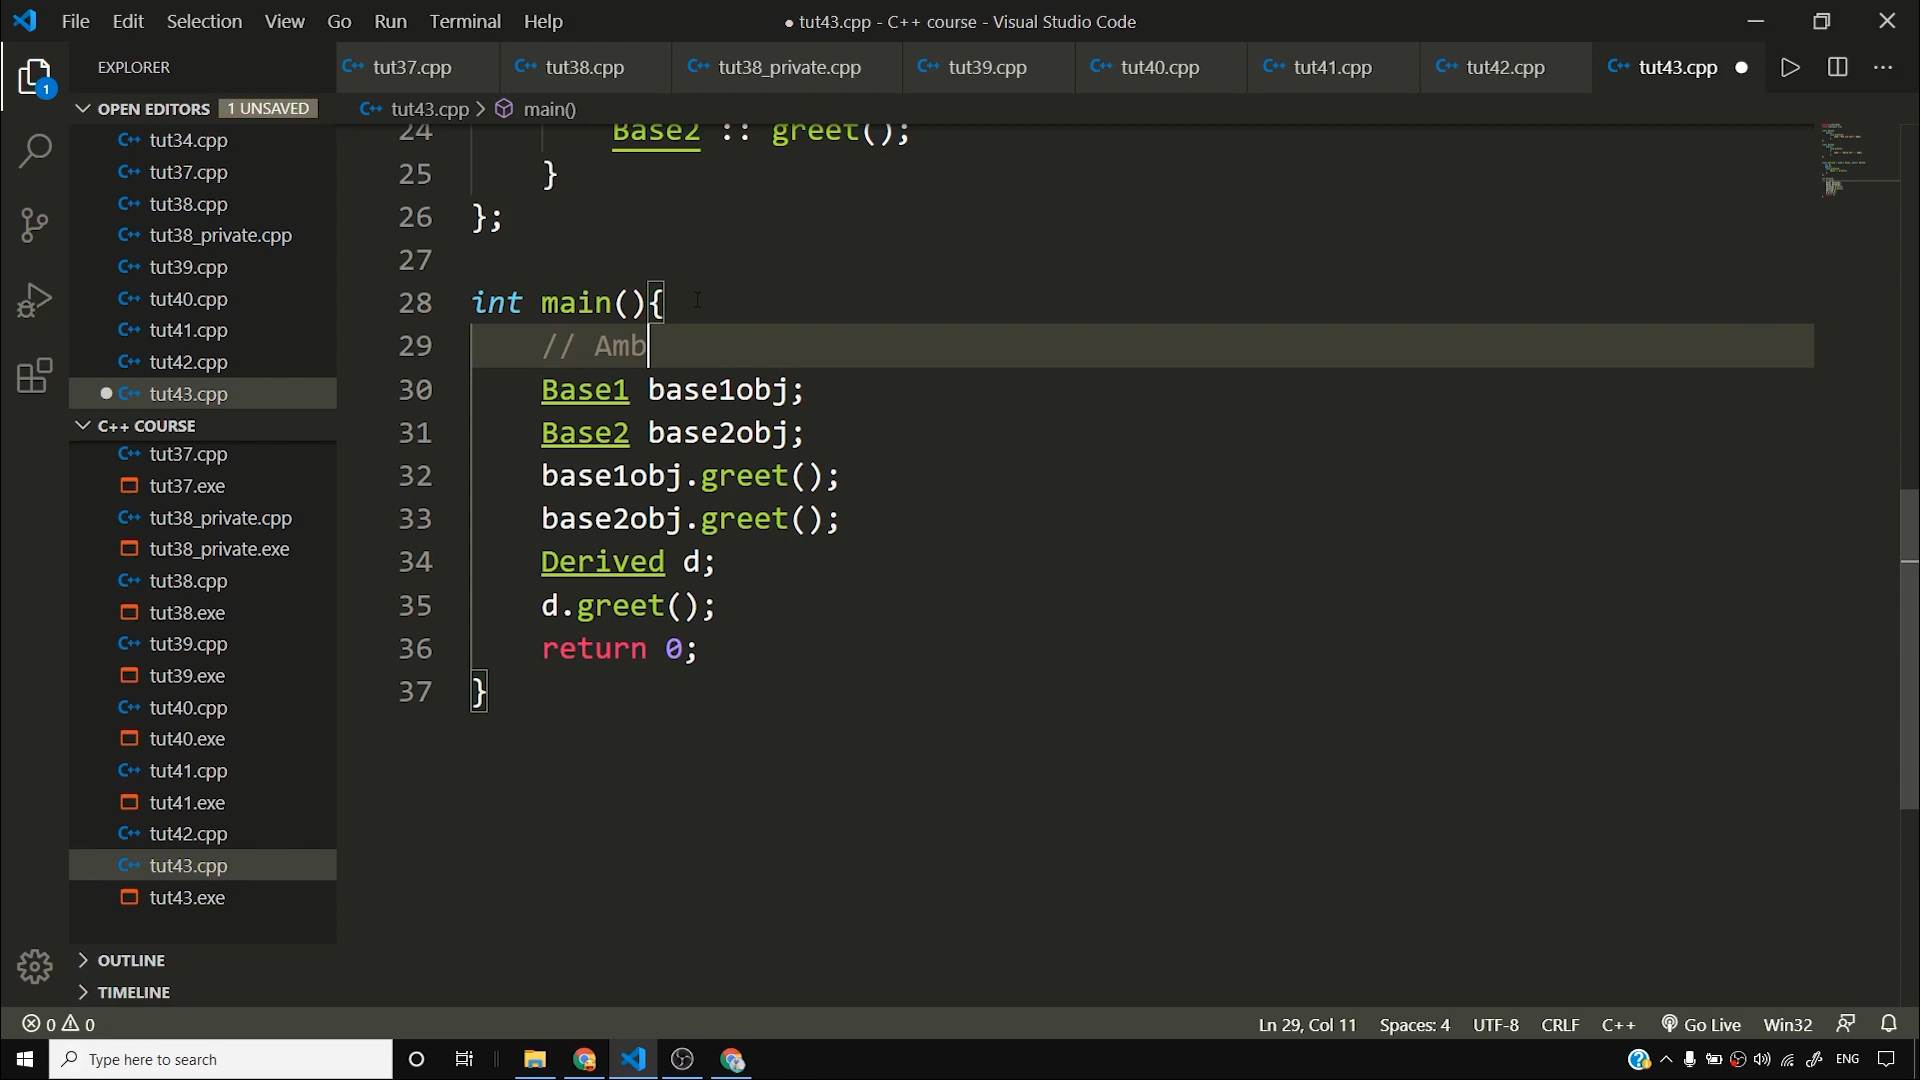 File Edit Selection View Go Run Terminal Help
● tut43.cpp - C++ course - Visual Studio Code
EXPLORER
tut37.cpp tut38.cpp tut38_private.cpp tut39.cpp tut40.cpp tut41.cpp tut42.cpp tut43.cpp
OPEN EDITORS 1 UNSAVED
tut43.cpp > main()
1
tut34.cpp
tut37.cpp
tut38.cpp
tut38_private.cpp
tut39.cpp
tut40.cpp
tut41.cpp
tut42.cpp
tut43.cpp
C++ COURSE
tut37.cpp
tut37.exe
tut38_private.cpp
tut38_private.exe
tut38.cpp
tut38.exe
tut39.cpp
tut39.exe
tut40.cpp
tut40.exe
tut41.cpp
tut41.exe
tut42.cpp
tut43.cpp
tut43.exe
OUTLINE
TIMELINE
24 Base2 :: greet();
25 }
26 };
27
28 int main(){
29 // Amb
30 Base1 base1obj;
31 Base2 base2obj;
32 base1obj.greet();
33 base2obj.greet();
34 Derived d;
35 d.greet();
36 return 0;
37 }
0 0 Ln 29, Col 11 Spaces: 4 UTF-8 CRLF C++ Go Live Win32
Type here to search ENG